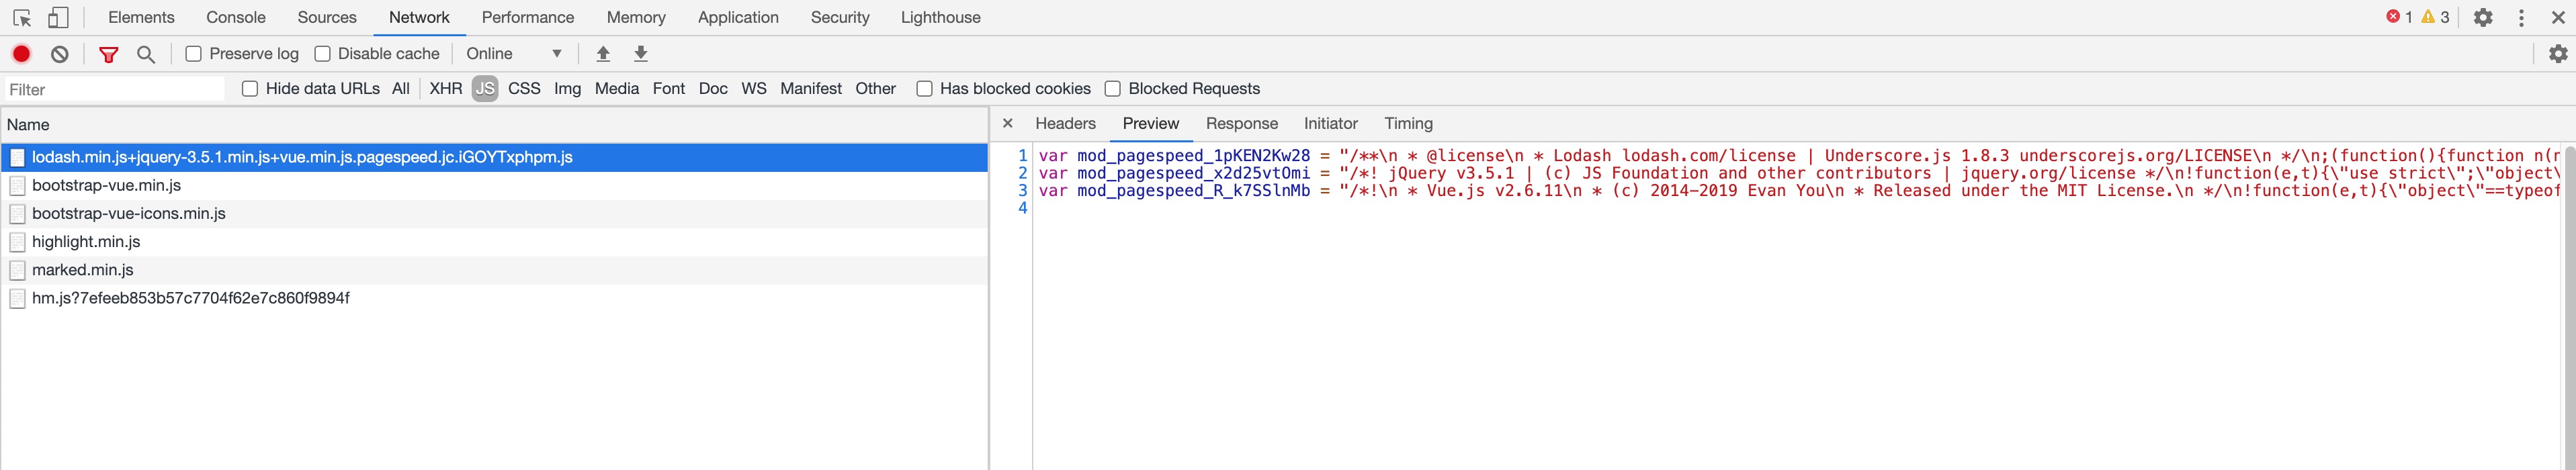 Elements Console Sources Network Performance Memory Application Security Lighthouse 1 3
Preserve log Disable cache Online
Filter Hide data URLs All XHR JS CSS Img Media Font Doc WS Manifest Other Has blocked cookies Blocked Requests
Name
lodash.min.js+jquery-3.5.1.min.js+vue.min.js.pagespeed.jc.iGOYTxphpm.js
bootstrap-vue.min.js
bootstrap-vue-icons.min.js
highlight.min.js
marked.min.js
hm.js?7efeeb853b57c7704f62e7c860f9894f
Headers Preview Response Initiator Timing
1 var mod_pagespeed_1pKEN2Kw28 = "/**\n * @license\n * Lodash lodash.com/license | Underscore.js 1.8.3 underscorejs.org/LICENSE\n */\n;(function(){function n(n
2 var mod_pagespeed_x2d25vtOmi = "/*! jQuery v3.5.1 | (c) JS Foundation and other contributors | jquery.org/license */\n!function(e,t){\"use strict\";\"object\
3 var mod_pagespeed_R_k7SSlnMb = "/*!\n * Vue.js v2.6.11\n * (c) 2014-2019 Evan You\n * Released under the MIT License.\n */\n!function(e,t){\"object\"==typeof
4